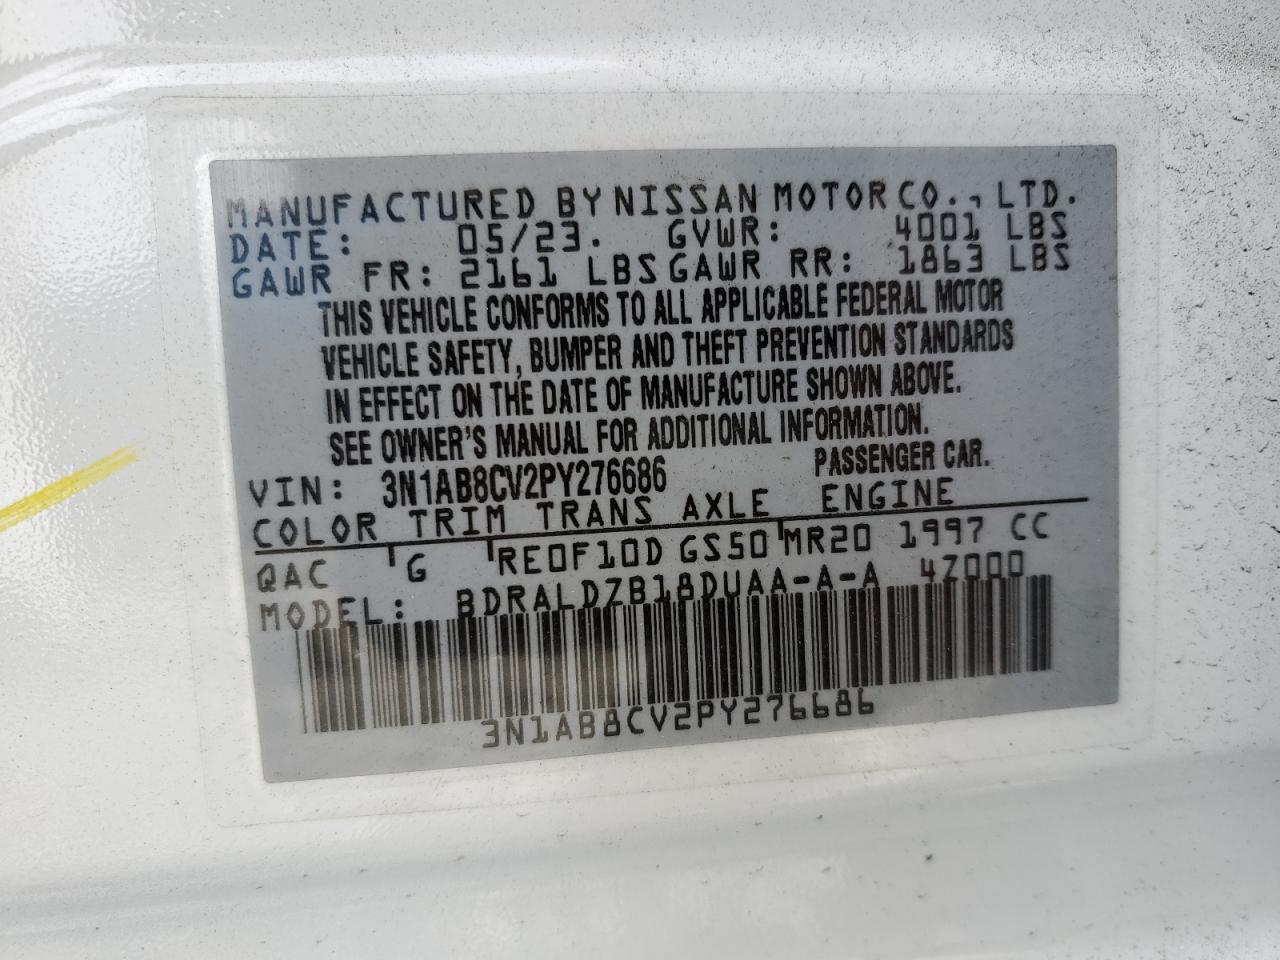 MANUFACTURED BY NISSAN MOTOR CO., LTD.
DATE: 05/23. GVWR: 4001 LBS
GAWR FR: 2161 LBS GAWR RR: 1863 LBS
THIS VEHICLE CONFORMS TO ALL APPLICABLE FEDERAL MOTOR
VEHICLE SAFETY, BUMPER AND THEFT PREVENTION STANDARDS
IN EFFECT ON THE DATE OF MANUFACTURE SHOWN ABOVE.
SEE OWNER'S MANUAL FOR ADDITIONAL INFORMATION.
VIN: 3N1AB8CV2PY276686 PASSENGER CAR.
COLOR TRIM TRANS AXLE ENGINE
QAC G RE0F10D GS50 MR20 1997 CC
MODEL: BDRALDZB18DUAA-A-A 4Z000
3N1AB8CV2PY276686